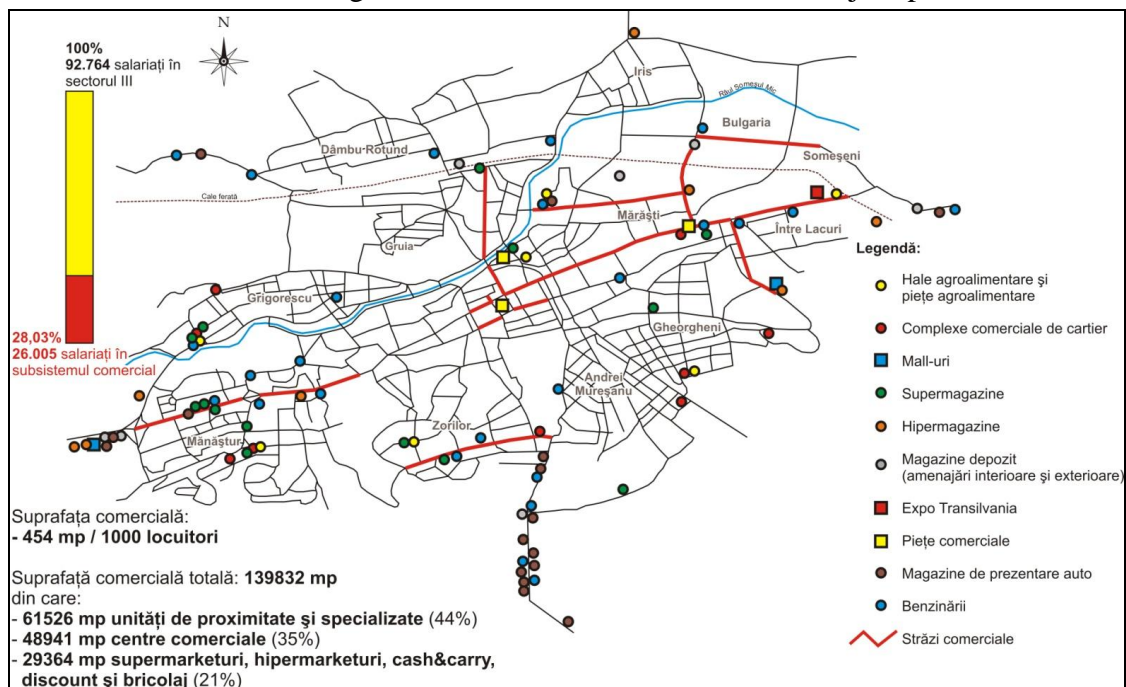 N
100%
92.764 salariați în
sectorul III
28,03%
26.005 salariați în
subsistemul comercial
Iris
Râul Someșul Mic
Bulgaria
Dâmbu Rotund
Someșeni
Cale ferată
Mărăști
Între Lacuri
Gruia
Grigorescu
Gheorgheni
Andrei
Mureșanu
Zorilor
Mănăștur
Legendă:
Hale agroalimentare și
piețe agroalimentare
Complexe comerciale de cartier
Mall-uri
Supermagazine
Hipermagazine
Magazine depozit
(amenajări interioare și exterioare)
Expo Transilvania
Piețe comerciale
Magazine de prezentare auto
Benzinării
Străzi comerciale
Suprafața comercială:
- 454 mp / 1000 locuitori
Suprafață comercială totală: 139832 mp
din care:
- 61526 mp unități de proximitate și specializate (44%)
- 48941 mp centre comerciale (35%)
- 29364 mp supermarketuri, hipermarketuri, cash&carry,
discount și bricolaj (21%)